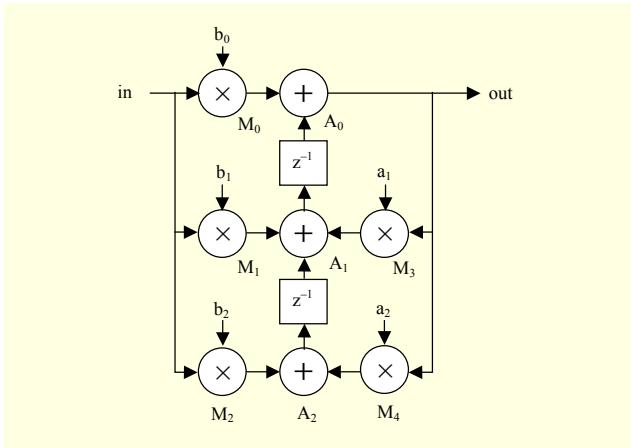 b₀
in × + out
M₀ A₀
z⁻¹
b₁ a₁
× + ×
M₁ A₁ M₃
z⁻¹
b₂ a₂
× + ×
M₂ A₂ M₄